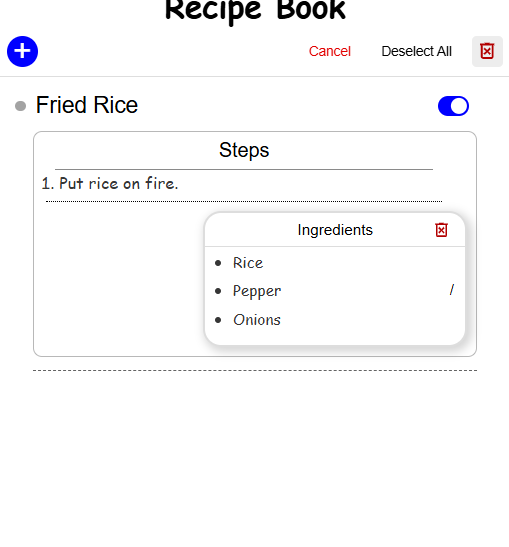 Recipe Book
Cancel Deselect All
Fried Rice
Steps
1. Put rice on fire.
Ingredients
Rice
Pepper /
Onions